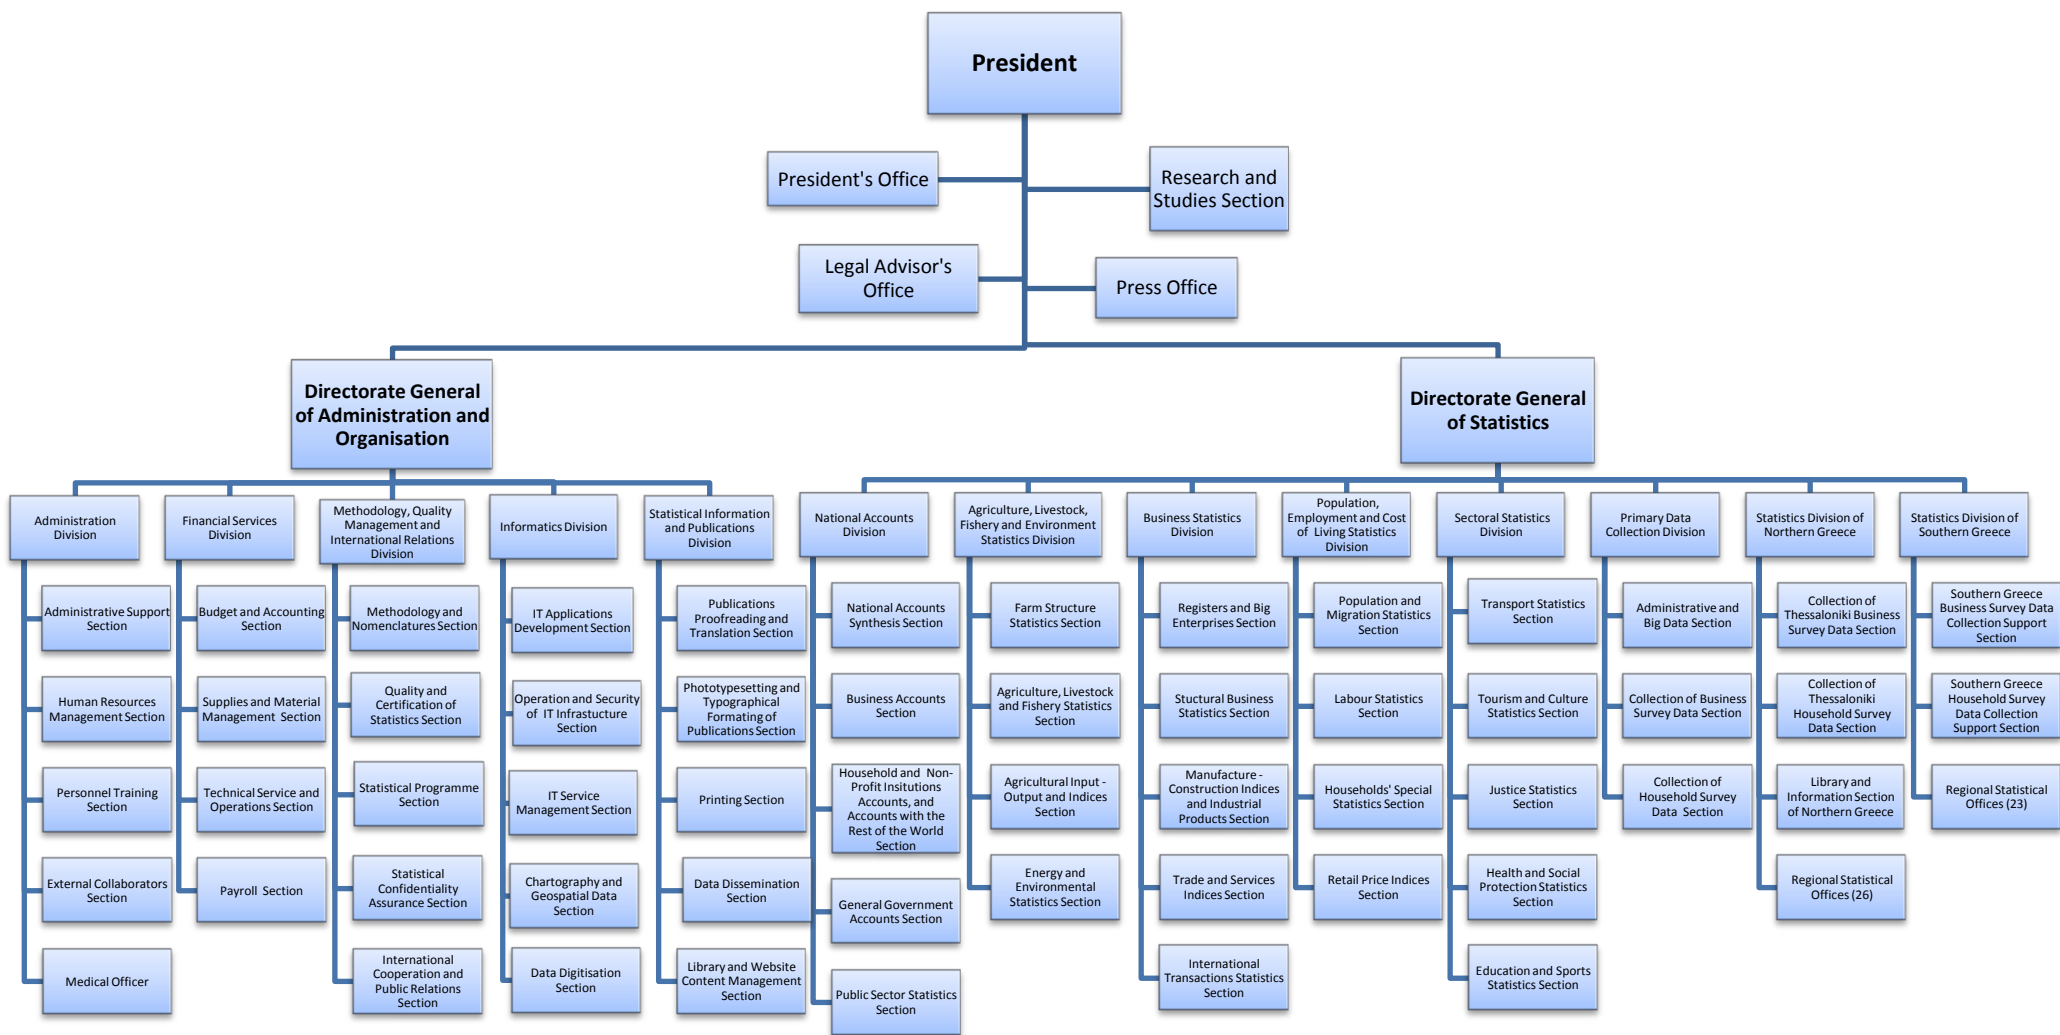 President
President's Office
Research and
Studies Section
Legal Advisor's
Office
Press Office
Directorate General
of Administration and
Organisation
Directorate General
of Statistics
Administration
Division
Administrative Support
Section
Human Resources
Management Section
Personnel Training
Section
External Collaborators
Section
Medical Officer
Financial Services
Division
Budget and Accounting
Section
Supplies and Material
Management Section
Technical Service and
Operations Section
Payroll Section
Methodology, Quality
Management and
International Relations
Division
Methodology and
Nomenclatures Section
Quality and
Certification of
Statistics Section
Statistical Programme
Section
Statistical
Confidentiality
Assurance Section
International
Cooperation and
Public Relations
Section
Informatics Division
IT Applications
Development Section
Operation and Security
of IT Infrastucture
Section
IT Service
Management Section
Chartography and
Geospatial Data
Section
Data Digitisation
Section
Statistical Information
and Publications
Division
Publications
Proofreading and
Translation Section
Phototypesetting and
Typographical
Formating of
Publications Section
Printing Section
Data Dissemination
Section
Library and Website
Content Management
Section
National Accounts
Division
National Accounts
Synthesis Section
Business Accounts
Section
Household and Non-
Profit Insitutions
Accounts, and
Accounts with the
Rest of the World
Section
General Government
Accounts Section
Public Sector Statistics
Section
Agriculture, Livestock,
Fishery and Environment
Statistics Division
Farm Structure
Statistics Section
Agriculture, Livestock
and Fishery Statistics
Section
Agricultural Input -
Output and Indices
Section
Energy and
Environmental
Statistics Section
Business Statistics
Division
Registers and Big
Enterprises Section
Stuctural Business
Statistics Section
Manufacture -
Construction Indices
and Industrial
Products Section
Trade and Services
Indices Section
International
Transactions Statistics
Section
Population,
Employment and Cost
of Living Statistics
Division
Population and
Migration Statistics
Section
Labour Statistics
Section
Households' Special
Statistics Section
Retail Price Indices
Section
Sectoral Statistics
Division
Transport Statistics
Section
Tourism and Culture
Statistics Section
Justice Statistics
Section
Health and Social
Protection Statistics
Section
Education and Sports
Statistics Section
Primary Data
Collection Division
Administrative and
Big Data Section
Collection of Business
Survey Data Section
Collection of
Household Survey
Data Section
Statistics Division of
Northern Greece
Collection of
Thessaloniki Business
Survey Data Section
Collection of
Thessaloniki
Household Survey
Data Section
Library and
Information Section
of Northern Greece
Regional Statistical
Offices (26)
Statistics Division of
Southern Greece
Southern Greece
Business Survey Data
Collection Support
Section
Southern Greece
Household Survey
Data Collection
Support Section
Regional Statistical
Offices (23)